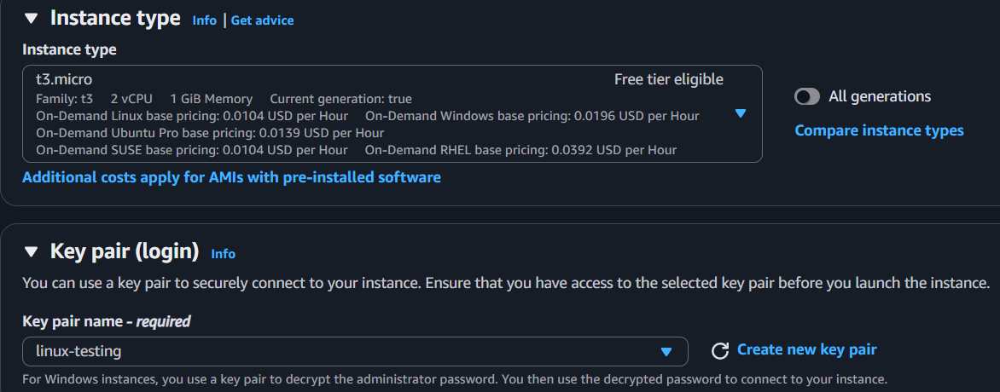 Instance type Info | Get advice
Instance type
t3.micro Free tier eligible
Family: t3 2 vCPU 1 GiB Memory Current generation: true
On-Demand Linux base pricing: 0.0104 USD per Hour On-Demand Windows base pricing: 0.0196 USD per Hour
On-Demand Ubuntu Pro base pricing: 0.0139 USD per Hour
On-Demand SUSE base pricing: 0.0104 USD per Hour On-Demand RHEL base pricing: 0.0392 USD per Hour
All generations
Compare instance types
Additional costs apply for AMIs with pre-installed software
Key pair (login) Info
You can use a key pair to securely connect to your instance. Ensure that you have access to the selected key pair before you launch the instance.
Key pair name - required
linux-testing
Create new key pair
For Windows instances, you use a key pair to decrypt the administrator password. You then use the decrypted password to connect to your instance.